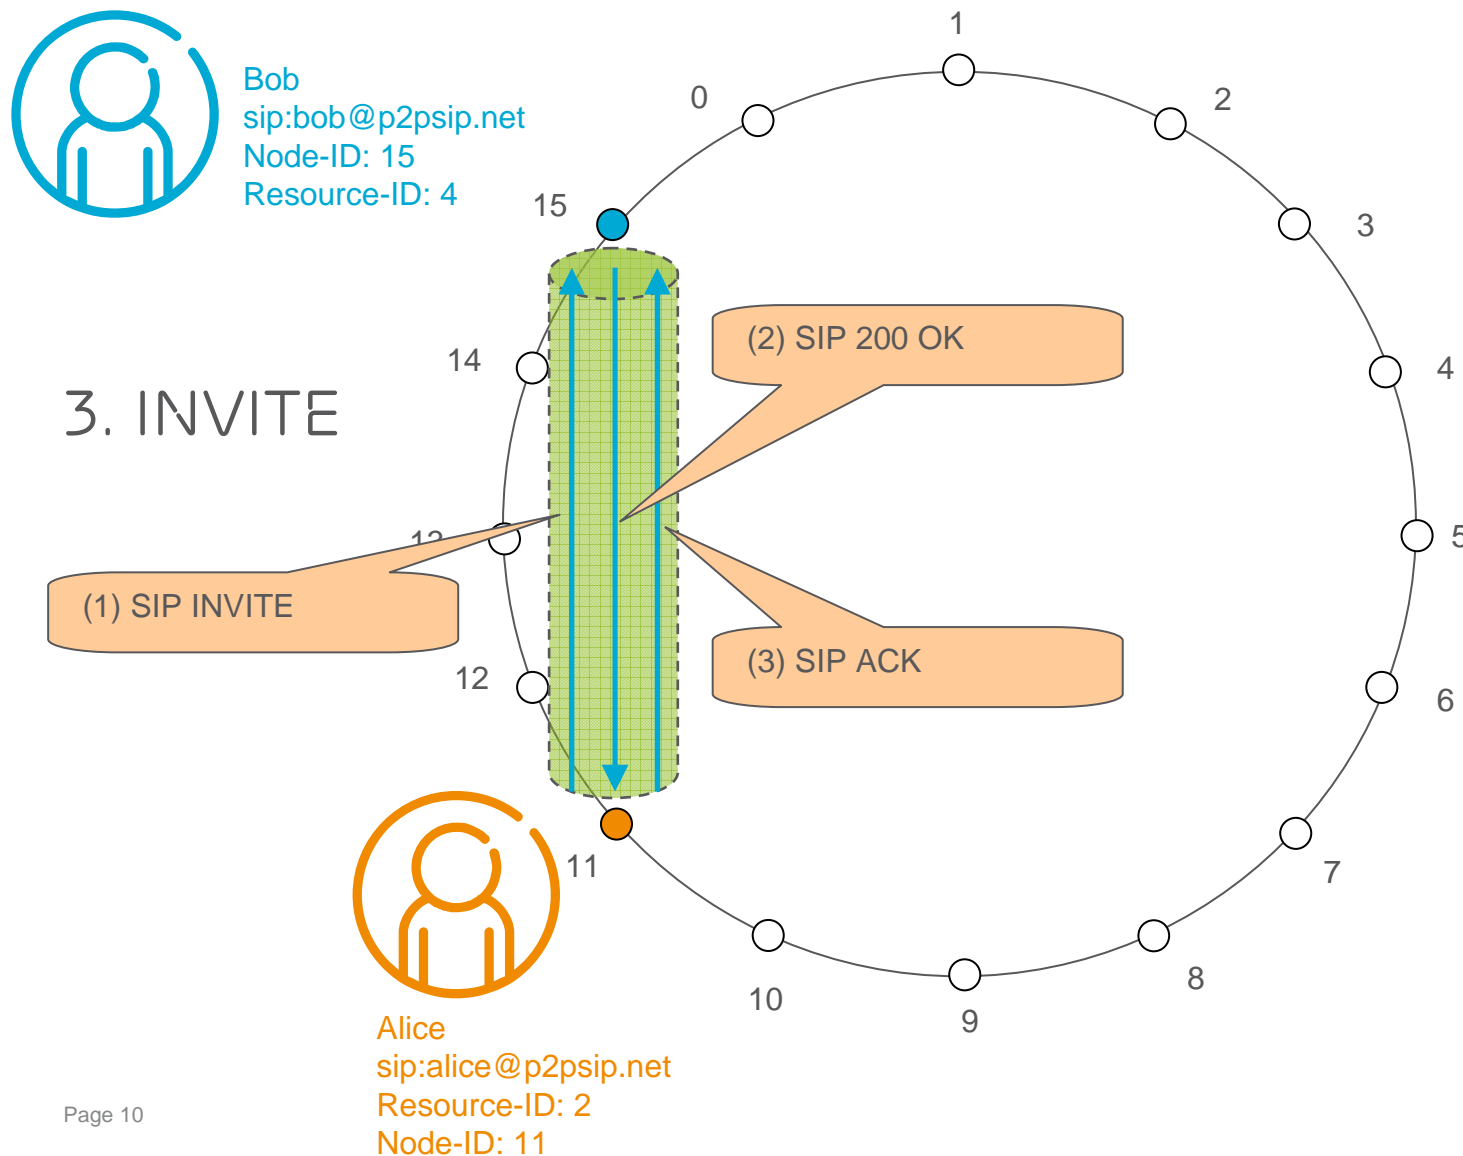 Bob
sip:bob@p2psip.net
Node-ID: 15
Resource-ID: 4
1
0
2
15
3
(2) SIP 200 OK
14
4
3. INVITE
5
(1) SIP INVITE
(3) SIP ACK
12
6
11
7
10
8
9
Alice
sip:alice@p2psip.net
Resource-ID: 2
Node-ID: 11
Page 10